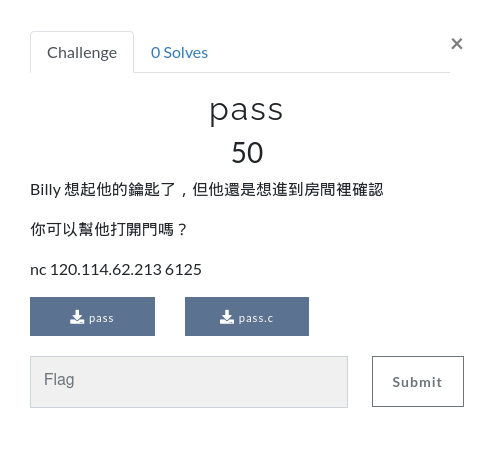 Challenge
0 Solves
×
pass
50
Billy 想起他的鑰匙了，但他還是想進到房間裡確認
你可以幫他打開門嗎？
nc 120.114.62.213 6125
pass
pass.c
Flag
Submit